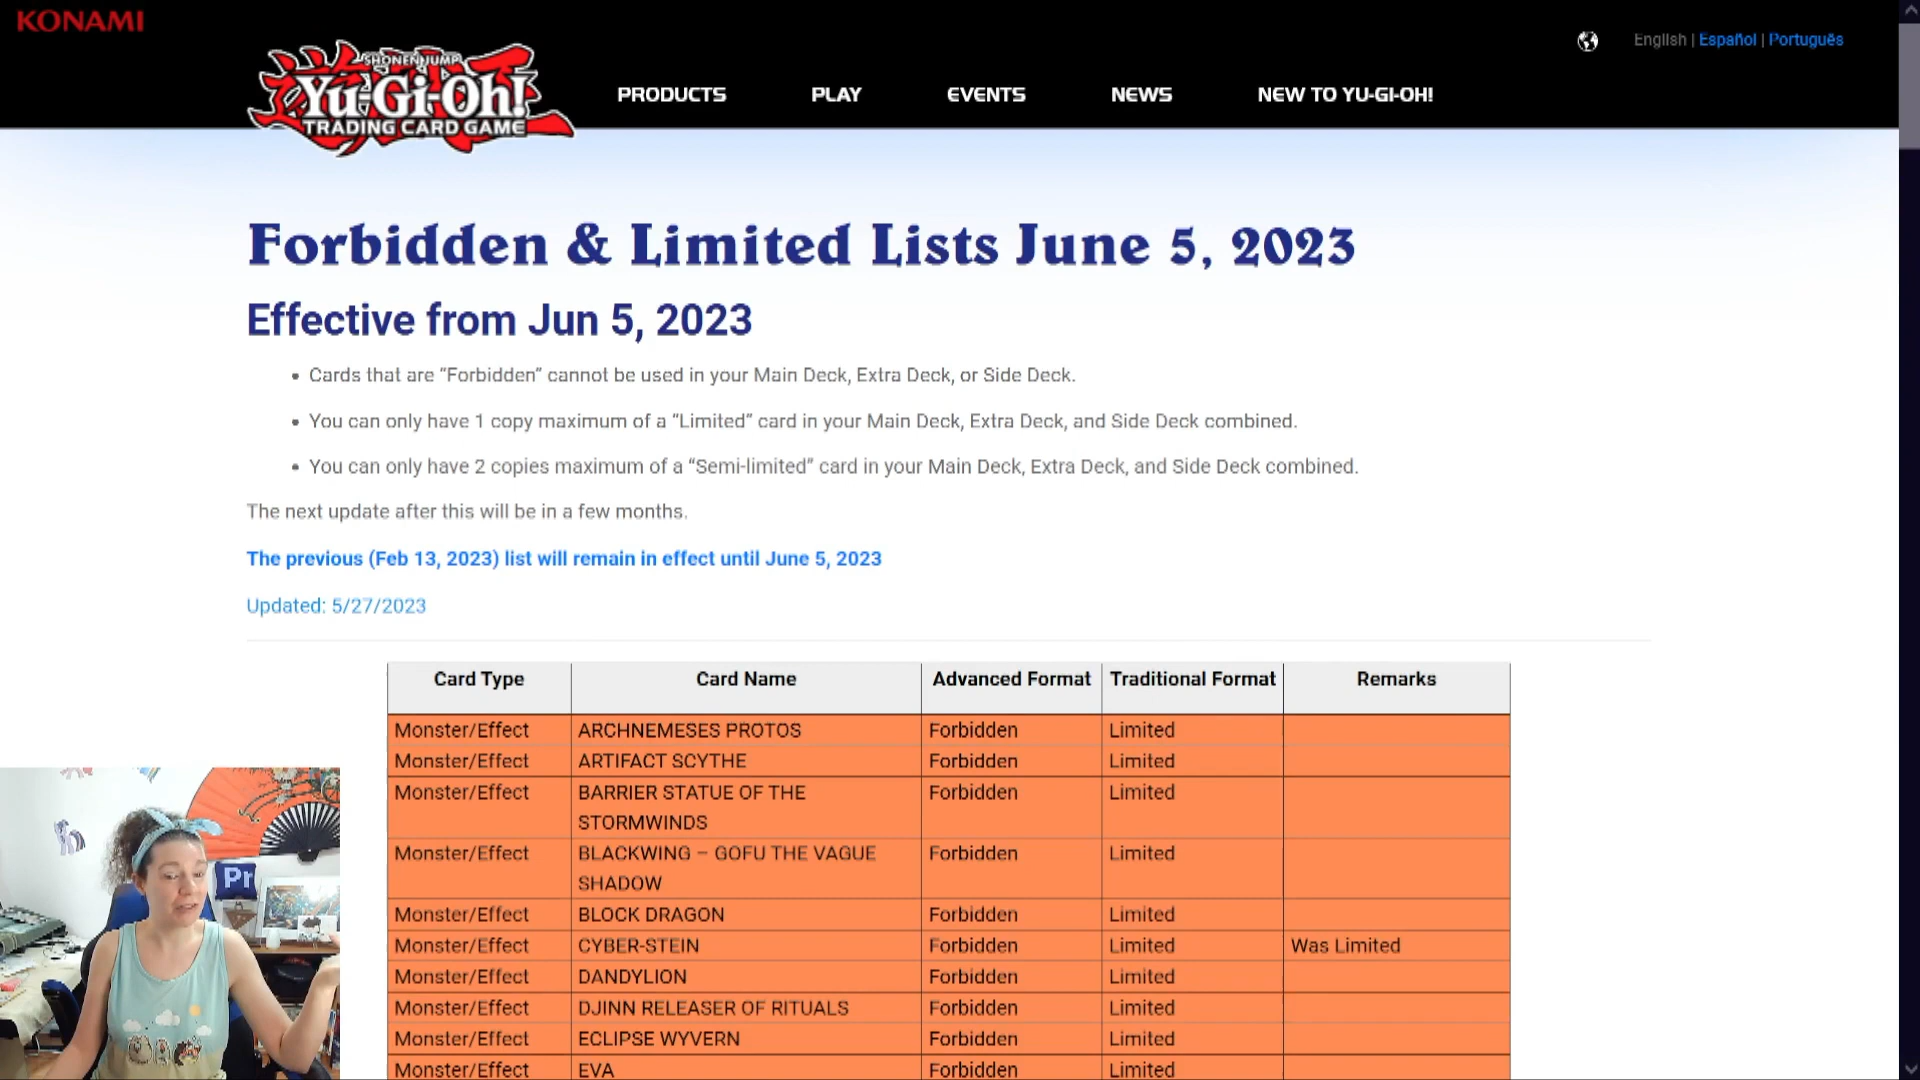 KONAMI
English | Español | Português
SHONEN JUMP
Yu-Gi-Oh!
TRADING CARD GAME
PRODUCTS
PLAY
EVENTS
NEWS
NEW TO YU-GI-OH!
Forbidden & Limited Lists June 5, 2023
Effective from Jun 5, 2023
• Cards that are “Forbidden” cannot be used in your Main Deck, Extra Deck, or Side Deck.
• You can only have 1 copy maximum of a “Limited” card in your Main Deck, Extra Deck, and Side Deck combined.
• You can only have 2 copies maximum of a “Semi-limited” card in your Main Deck, Extra Deck, and Side Deck combined.
The next update after this will be in a few months.
The previous (Feb 13, 2023) list will remain in effect until June 5, 2023
Updated: 5/27/2023
Card Type Card Name Advanced Format Traditional Format Remarks
Monster/Effect ARCHNEMESES PROTOS Forbidden Limited
Monster/Effect ARTIFACT SCYTHE Forbidden Limited
Monster/Effect BARRIER STATUE OF THE Forbidden Limited
STORMWINDS
Monster/Effect BLACKWING – GOFU THE VAGUE Forbidden Limited
SHADOW
Monster/Effect BLOCK DRAGON Forbidden Limited
Monster/Effect CYBER-STEIN Forbidden Limited Was Limited
Monster/Effect DANDYLION Forbidden Limited
Monster/Effect DJINN RELEASER OF RITUALS Forbidden Limited
Monster/Effect ECLIPSE WYVERN Forbidden Limited
Monster/Effect EVA Forbidden Limited
Pr